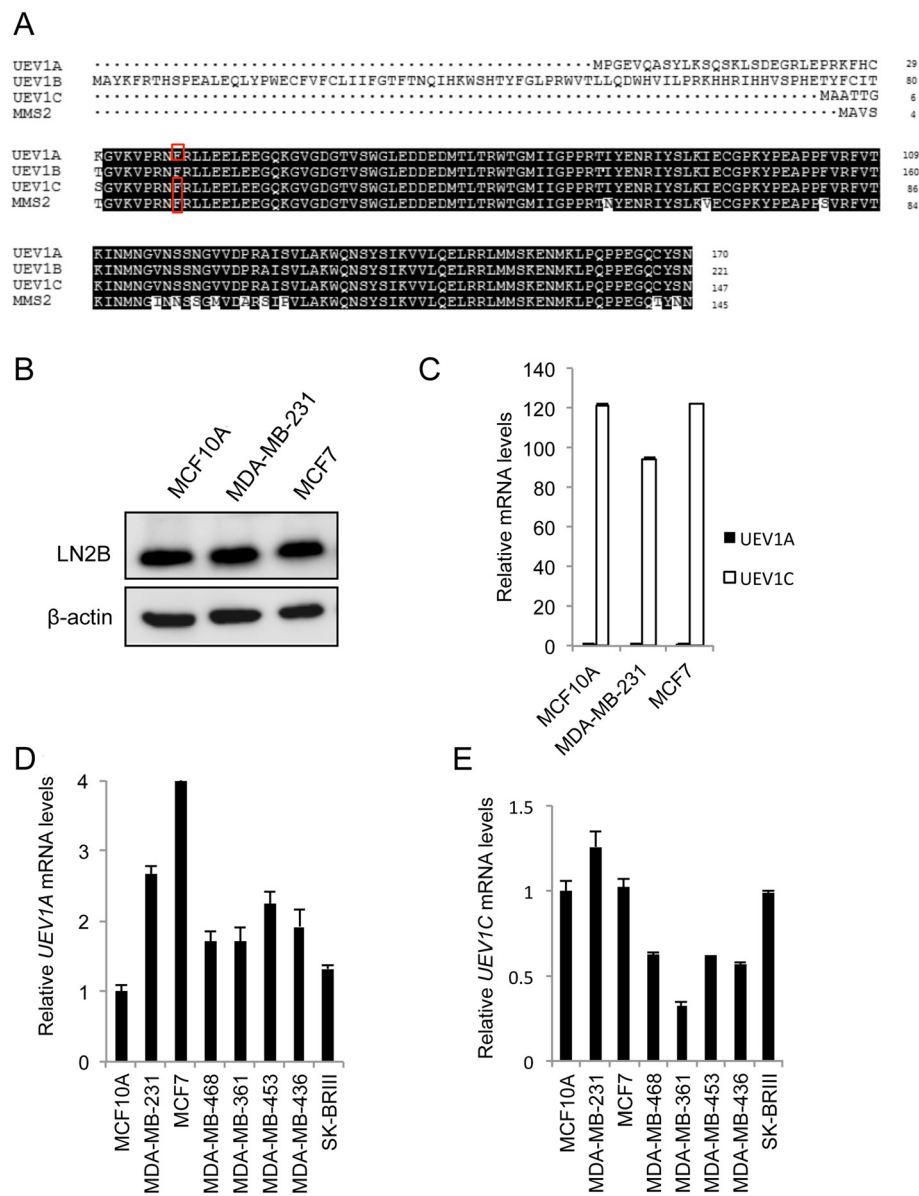 A
UEV1A ············································MPGEVQASYLKSQSKLSDEGRLEPRKFHC 29
UEV1B MAYKFRTHSPEALEQLYPWECFVFCLIIFGTFTNQIHKWSHTYFGLPRWVTLLQDWHVILPRKHHRIHHVSPHETYFCIT 80
UEV1C ··········································································MAATTG 6
MMS2 ············································································MAVS 4
UEV1A KGVKVPRNFRLLEELEEGQKGVGDGTVSWGLEDDEDMTLTRWTGMIIGPPRTIYENRIYSLKIECGPKYPEAPPFVRFVT 109
UEV1B TGVKVPRNFRLLEELEEGQKGVGDGTVSWGLEDDEDMTLTRWTGMIIGPPRTIYENRIYSLKIECGPKYPEAPPFVRFVT 160
UEV1C SGVKVPRNFRLLEELEEGQKGVGDGTVSWGLEDDEDMTLTRWTGMIIGPPRTIYENRIYSLKIECGPKYPEAPPFVRFVT 86
MMS2 TGVKVPRNFRLLEELEEGQKGVGDGTVSWGLEDDEDMTLTRWTGMIIGPPRTNYENRIYSLKVECGPKYPEAPPSVRFVT 84
UEV1A KINMNGVNSSNGVVDPRAISVLAKWQNSYSIKVVLQELRRLMMSKENMKLPQPPEGQCYSN 170
UEV1B KINMNGVNSSNGVVDPRAISVLAKWQNSYSIKVVLQELRRLMMSKENMKLPQPPEGQCYSN 221
UEV1C KINMNGVNSSNGVVDPRAISVLAKWQNSYSIKVVLQELRRLMMSKENMKLPQPPEGQCYSN 147
MMS2 KINMNGINNSSGMVDARSIPVLAKWQNSYSIKVVLQELRRLMMSKENMKLPQPPEGQTYNN 145
B
MCF10A
MDA-MB-231
MCF7
LN2B
β-actin
C
Relative mRNA levels
140
120
100
80
60
40
20
0
MCF10A
MDA-MB-231
MCF7
UEV1A
UEV1C
D
Relative UEV1A mRNA levels
4
3
2
1
0
MCF10A
MDA-MB-231
MCF7
MDA-MB-468
MDA-MB-361
MDA-MB-453
MDA-MB-436
SK-BRIII
E
Relative UEV1C mRNA levels
1.5
1
0.5
0
MCF10A
MDA-MB-231
MCF7
MDA-MB-468
MDA-MB-361
MDA-MB-453
MDA-MB-436
SK-BRIII